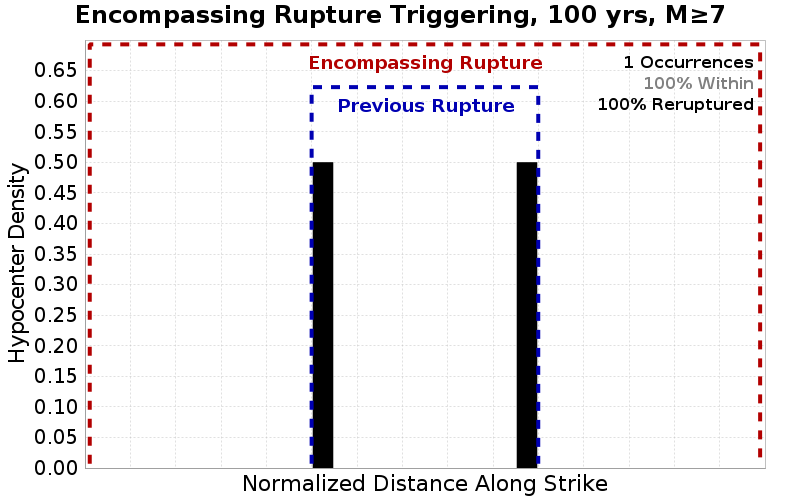 Encompassing Rupture Triggering, 100 yrs, M≥7
Encompassing Rupture
Previous Rupture
1 Occurrences
100% Within
100% Reruptured
Hypocenter Density
0.65
0.60
0.55
0.50
0.45
0.40
0.35
0.30
0.25
0.20
0.15
0.10
0.05
0.00
Normalized Distance Along Strike